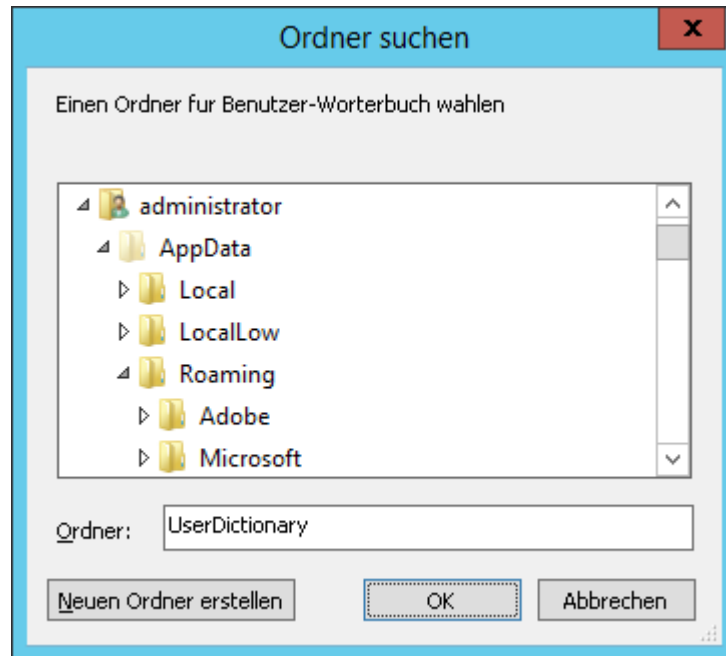 Ordner suchen
x
Einen Ordner fur Benutzer-Worterbuch wahlen
administrator
AppData
Local
LocalLow
Roaming
Adobe
Microsoft
Ordner: UserDictionary
Neuen Ordner erstellen OK Abbrechen